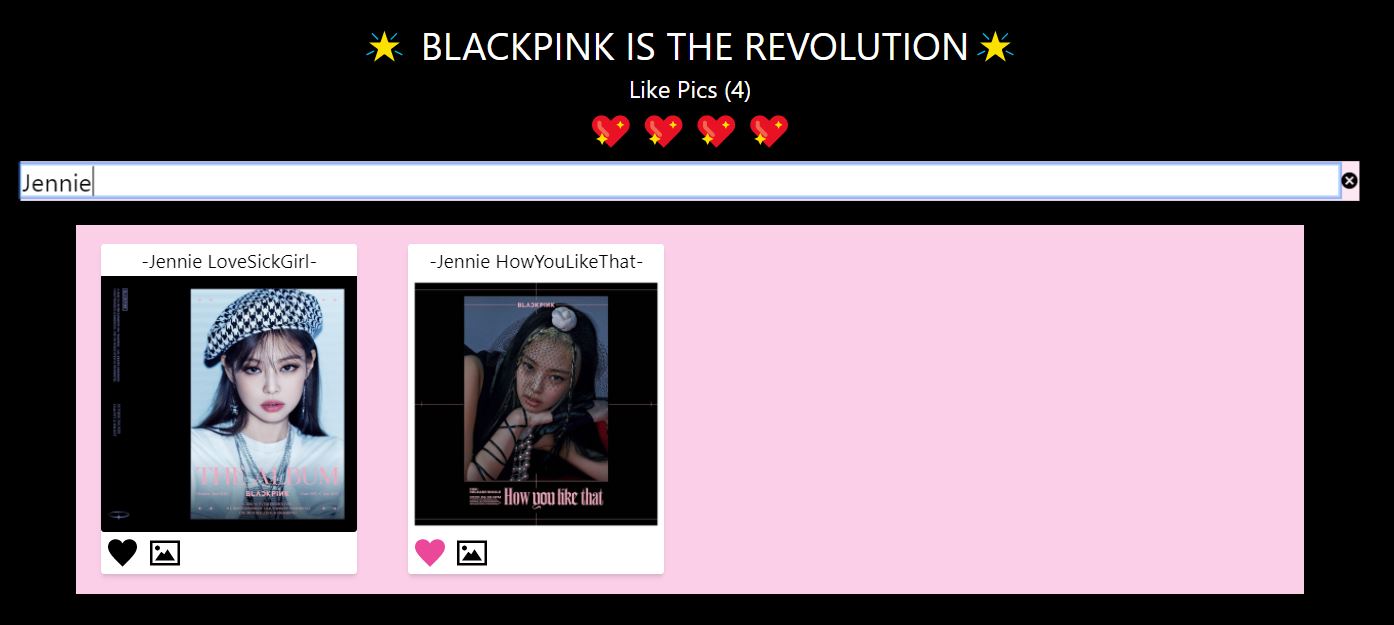 BLACKPINK IS THE REVOLUTION
Like Pics (4)
Jennie
-Jennie LoveSickGirl-
THE ALBUM
BLACKPINK
-Jennie HowYouLikeThat-
BLACKPINK
How you like that